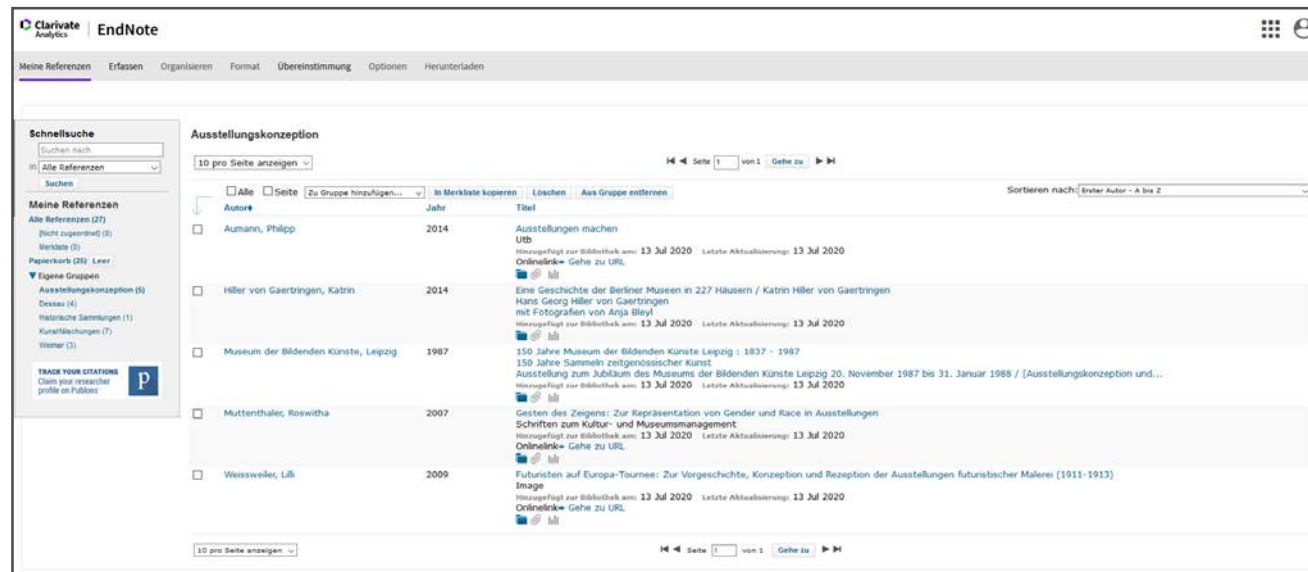 Clarivate Analytics | EndNote
Meine Referenzen Erfassen Organisieren Format Übereinstimmung Optionen Herunterladen
Schnellsuche
Suchen nach
in Alle Referenzen
Suchen
Meine Referenzen
Alle Referenzen (27)
[Nicht zugeordnet] (8)
Merkliste (0)
Papierkorb (25) Leer
Eigene Gruppen
Ausstellungskonzeption (5)
Dessau (4)
Historische Sammlungen (1)
Kunstfälschungen (7)
Weimar (3)
TRACK YOUR CITATIONS
Claim your researcher
profile on Publons
p
Ausstellungskonzeption
10 pro Seite anzeigen
Seite 1 von 1 Gehe zu
Alle Seite Zu Gruppe hinzufügen... In Merkliste kopieren Löschen Aus Gruppe entfernen
Sortieren nach: Erster Autor - A bis Z
Autor Jahr Titel
Aumann, Philipp 2014 Ausstellungen machen
Utb
Hinzugefügt zur Bibliothek am: 13 Jul 2020 Letzte Aktualisierung: 13 Jul 2020
Onlinelink Gehe zu URL
Hiller von Gaertringen, Katrin 2014 Eine Geschichte der Berliner Museen in 227 Häusern / Katrin Hiller von Gaertringen
Hans Georg Hiller von Gaertringen
mit Fotografien von Anja Bleyl
Hinzugefügt zur Bibliothek am: 13 Jul 2020 Letzte Aktualisierung: 13 Jul 2020
Museum der Bildenden Künste, Leipzig 1987 150 Jahre Museum der Bildenden Künste Leipzig : 1837 - 1987
150 Jahre Sammeln zeitgenössischer Kunst
Ausstellung zum Jubiläum des Museums der Bildenden Künste Leipzig 20. November 1987 bis 31. Januar 1988 / [Ausstellungskonzeption und...
Hinzugefügt zur Bibliothek am: 13 Jul 2020 Letzte Aktualisierung: 13 Jul 2020
Muttenthaler, Roswitha 2007 Gesten des Zeigens: Zur Repräsentation von Gender und Race in Ausstellungen
Schriften zum Kultur- und Museumsmanagement
Hinzugefügt zur Bibliothek am: 13 Jul 2020 Letzte Aktualisierung: 13 Jul 2020
Onlinelink Gehe zu URL
Weissweiler, Lilli 2009 Futuristen auf Europa-Tournee: Zur Vorgeschichte, Konzeption und Rezeption der Ausstellungen futuristischer Malerei (1911-1913)
Image
Hinzugefügt zur Bibliothek am: 13 Jul 2020 Letzte Aktualisierung: 13 Jul 2020
Onlinelink Gehe zu URL
10 pro Seite anzeigen
Seite 1 von 1 Gehe zu